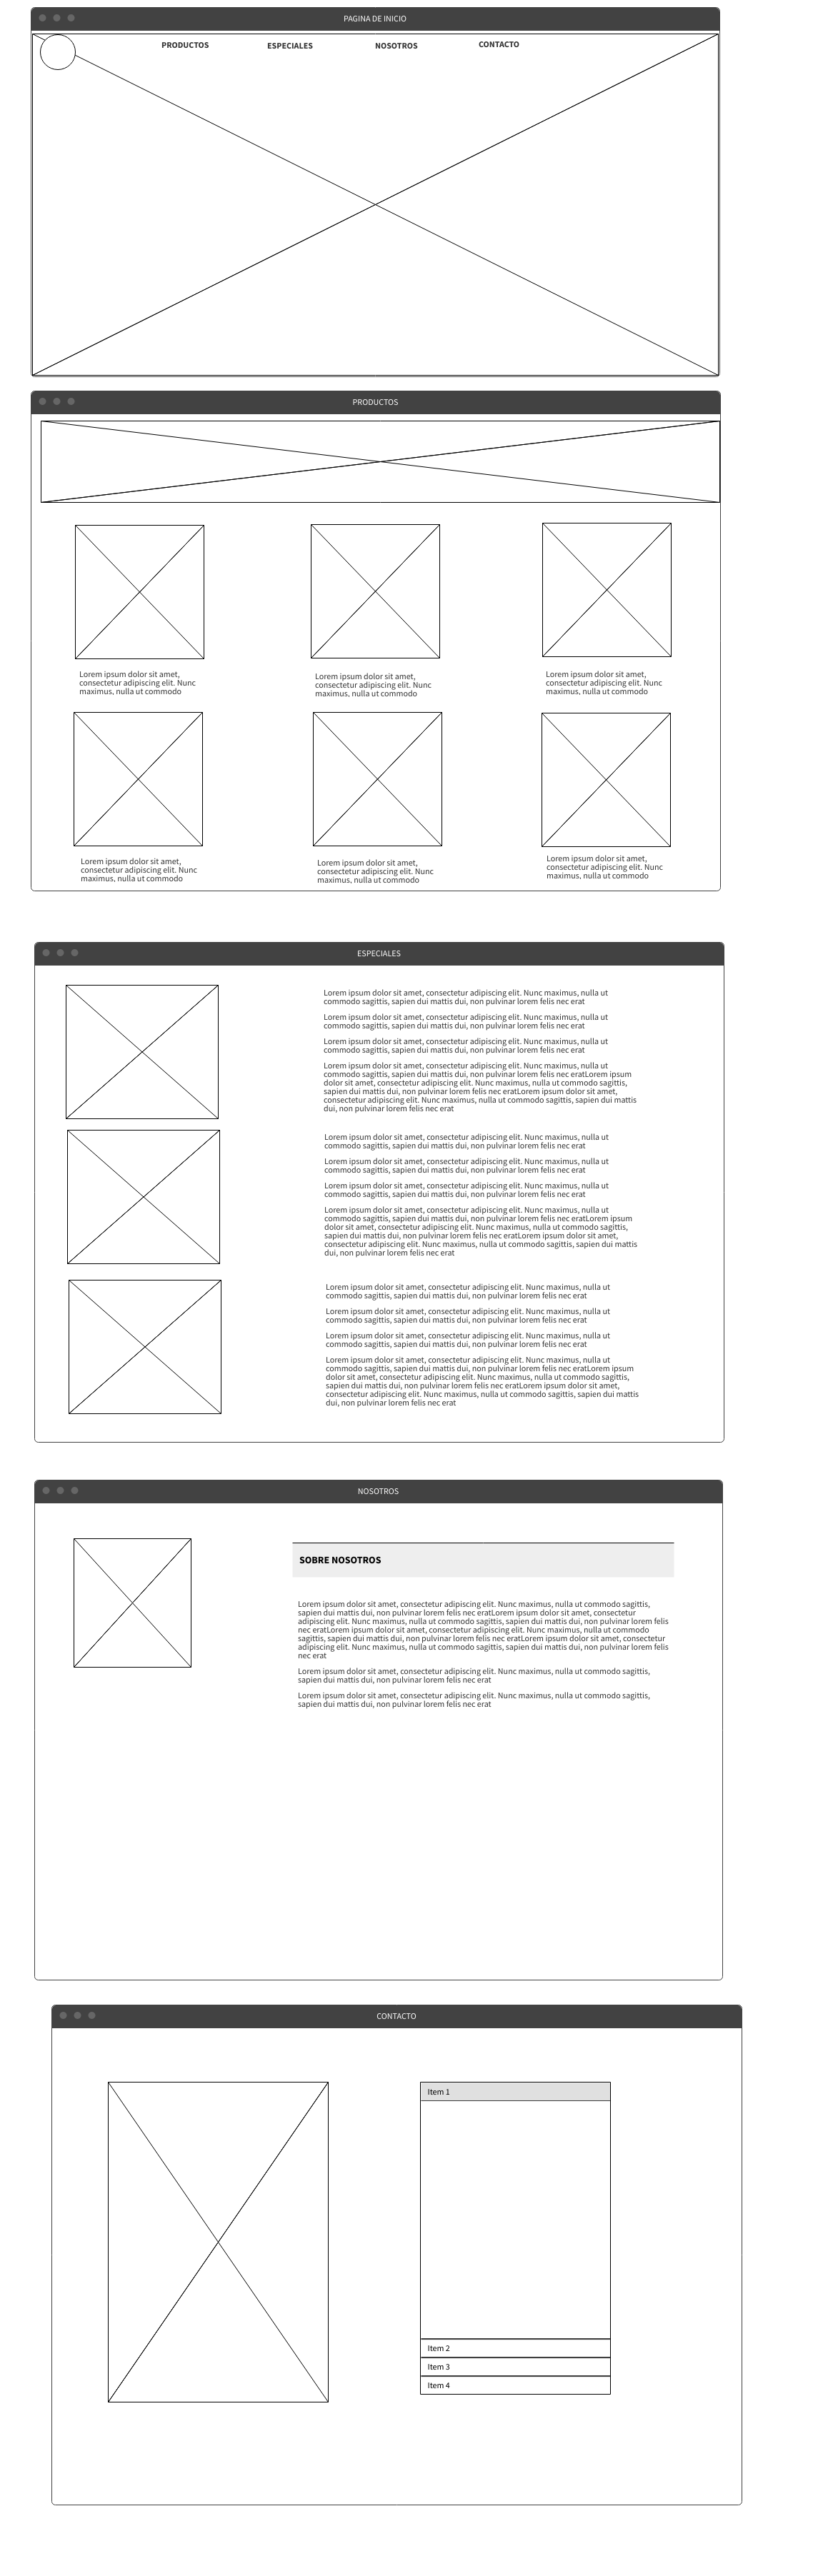 PAGINA DE INICIO
PRODUCTOS
ESPECIALES
NOSOTROS
CONTACTO
PRODUCTOS
Lorem ipsum dolor sit amet,
consectetur adipiscing elit. Nunc
maximus, nulla ut commodo
Lorem ipsum dolor sit amet,
consectetur adipiscing elit. Nunc
maximus, nulla ut commodo
Lorem ipsum dolor sit amet,
consectetur adipiscing elit. Nunc
maximus, nulla ut commodo
Lorem ipsum dolor sit amet,
consectetur adipiscing elit. Nunc
maximus, nulla ut commodo
Lorem ipsum dolor sit amet,
consectetur adipiscing elit. Nunc
maximus, nulla ut commodo
Lorem ipsum dolor sit amet,
consectetur adipiscing elit. Nunc
maximus, nulla ut commodo
ESPECIALES
Lorem ipsum dolor sit amet, consectetur adipiscing elit. Nunc maximus, nulla ut
commodo sagittis, sapien dui mattis dui, non pulvinar lorem felis nec erat
Lorem ipsum dolor sit amet, consectetur adipiscing elit. Nunc maximus, nulla ut
commodo sagittis, sapien dui mattis dui, non pulvinar lorem felis nec erat
Lorem ipsum dolor sit amet, consectetur adipiscing elit. Nunc maximus, nulla ut
commodo sagittis, sapien dui mattis dui, non pulvinar lorem felis nec erat
Lorem ipsum dolor sit amet, consectetur adipiscing elit. Nunc maximus, nulla ut
commodo sagittis, sapien dui mattis dui, non pulvinar lorem felis nec eratLorem ipsum
dolor sit amet, consectetur adipiscing elit. Nunc maximus, nulla ut commodo sagittis,
sapien dui mattis dui, non pulvinar lorem felis nec eratLorem ipsum dolor sit amet,
consectetur adipiscing elit. Nunc maximus, nulla ut commodo sagittis, sapien dui mattis
dui, non pulvinar lorem felis nec erat
Lorem ipsum dolor sit amet, consectetur adipiscing elit. Nunc maximus, nulla ut
commodo sagittis, sapien dui mattis dui, non pulvinar lorem felis nec erat
Lorem ipsum dolor sit amet, consectetur adipiscing elit. Nunc maximus, nulla ut
commodo sagittis, sapien dui mattis dui, non pulvinar lorem felis nec erat
Lorem ipsum dolor sit amet, consectetur adipiscing elit. Nunc maximus, nulla ut
commodo sagittis, sapien dui mattis dui, non pulvinar lorem felis nec erat
Lorem ipsum dolor sit amet, consectetur adipiscing elit. Nunc maximus, nulla ut
commodo sagittis, sapien dui mattis dui, non pulvinar lorem felis nec eratLorem ipsum
dolor sit amet, consectetur adipiscing elit. Nunc maximus, nulla ut commodo sagittis,
sapien dui mattis dui, non pulvinar lorem felis nec eratLorem ipsum dolor sit amet,
consectetur adipiscing elit. Nunc maximus, nulla ut commodo sagittis, sapien dui mattis
dui, non pulvinar lorem felis nec erat
Lorem ipsum dolor sit amet, consectetur adipiscing elit. Nunc maximus, nulla ut
commodo sagittis, sapien dui mattis dui, non pulvinar lorem felis nec erat
Lorem ipsum dolor sit amet, consectetur adipiscing elit. Nunc maximus, nulla ut
commodo sagittis, sapien dui mattis dui, non pulvinar lorem felis nec erat
Lorem ipsum dolor sit amet, consectetur adipiscing elit. Nunc maximus, nulla ut
commodo sagittis, sapien dui mattis dui, non pulvinar lorem felis nec erat
Lorem ipsum dolor sit amet, consectetur adipiscing elit. Nunc maximus, nulla ut
commodo sagittis, sapien dui mattis dui, non pulvinar lorem felis nec eratLorem ipsum
dolor sit amet, consectetur adipiscing elit. Nunc maximus, nulla ut commodo sagittis,
sapien dui mattis dui, non pulvinar lorem felis nec eratLorem ipsum dolor sit amet,
consectetur adipiscing elit. Nunc maximus, nulla ut commodo sagittis, sapien dui mattis
dui, non pulvinar lorem felis nec erat
NOSOTROS
SOBRE NOSOTROS
Lorem ipsum dolor sit amet, consectetur adipiscing elit. Nunc maximus, nulla ut commodo sagittis,
sapien dui mattis dui, non pulvinar lorem felis nec eratLorem ipsum dolor sit amet, consectetur
adipiscing elit. Nunc maximus, nulla ut commodo sagittis, sapien dui mattis dui, non pulvinar lorem felis
nec eratLorem ipsum dolor sit amet, consectetur adipiscing elit. Nunc maximus, nulla ut commodo
sagittis, sapien dui mattis dui, non pulvinar lorem felis nec eratLorem ipsum dolor sit amet, consectetur
adipiscing elit. Nunc maximus, nulla ut commodo sagittis, sapien dui mattis dui, non pulvinar lorem felis
nec erat
Lorem ipsum dolor sit amet, consectetur adipiscing elit. Nunc maximus, nulla ut commodo sagittis,
sapien dui mattis dui, non pulvinar lorem felis nec erat
Lorem ipsum dolor sit amet, consectetur adipiscing elit. Nunc maximus, nulla ut commodo sagittis,
sapien dui mattis dui, non pulvinar lorem felis nec erat
CONTACTO
Item 1
Item 2
Item 3
Item 4